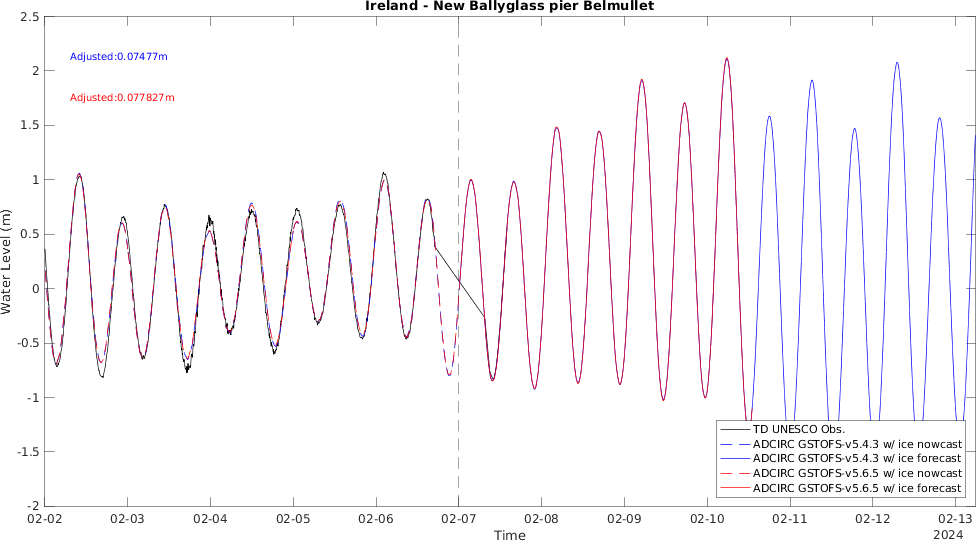 Ireland - New Ballyglass pier Belmullet
2.5
2
1.5
1
0.5
0
-0.5
-1
-1.5
-2
Water Level (m)
Adjusted:0.07477m
Adjusted:0.077827m
TD UNESCO Obs.
ADCIRC GSTOFS-v5.4.3 w/ ice nowcast
ADCIRC GSTOFS-v5.4.3 w/ ice forecast
ADCIRC GSTOFS-v5.6.5 w/ ice nowcast
ADCIRC GSTOFS-v5.6.5 w/ ice forecast
02-02 02-03 02-04 02-05 02-06 02-07 02-08 02-09 02-10 02-11 02-12 02-13
Time
2024